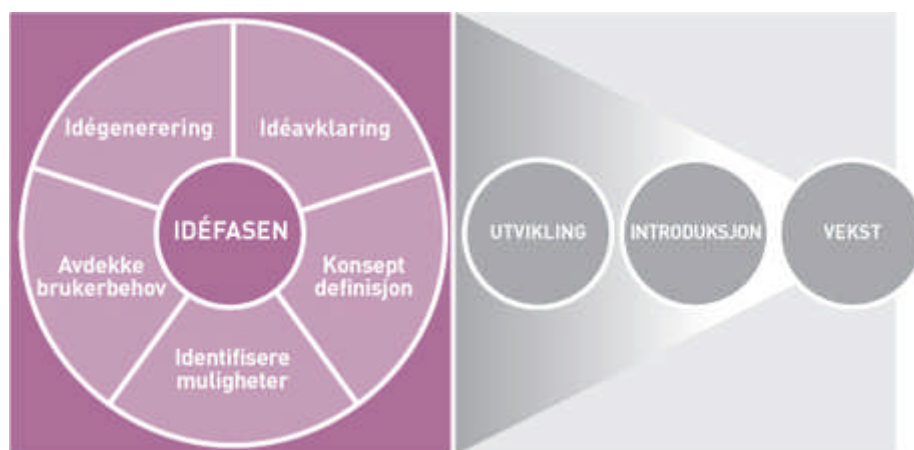 Idégenerering
Idéavklaring
IDÉFASEN
Avdekke
brukerbehov
Konsept
definisjon
Identifisere
muligheter
UTVIKLING
INTRODUKSJON
VEKST